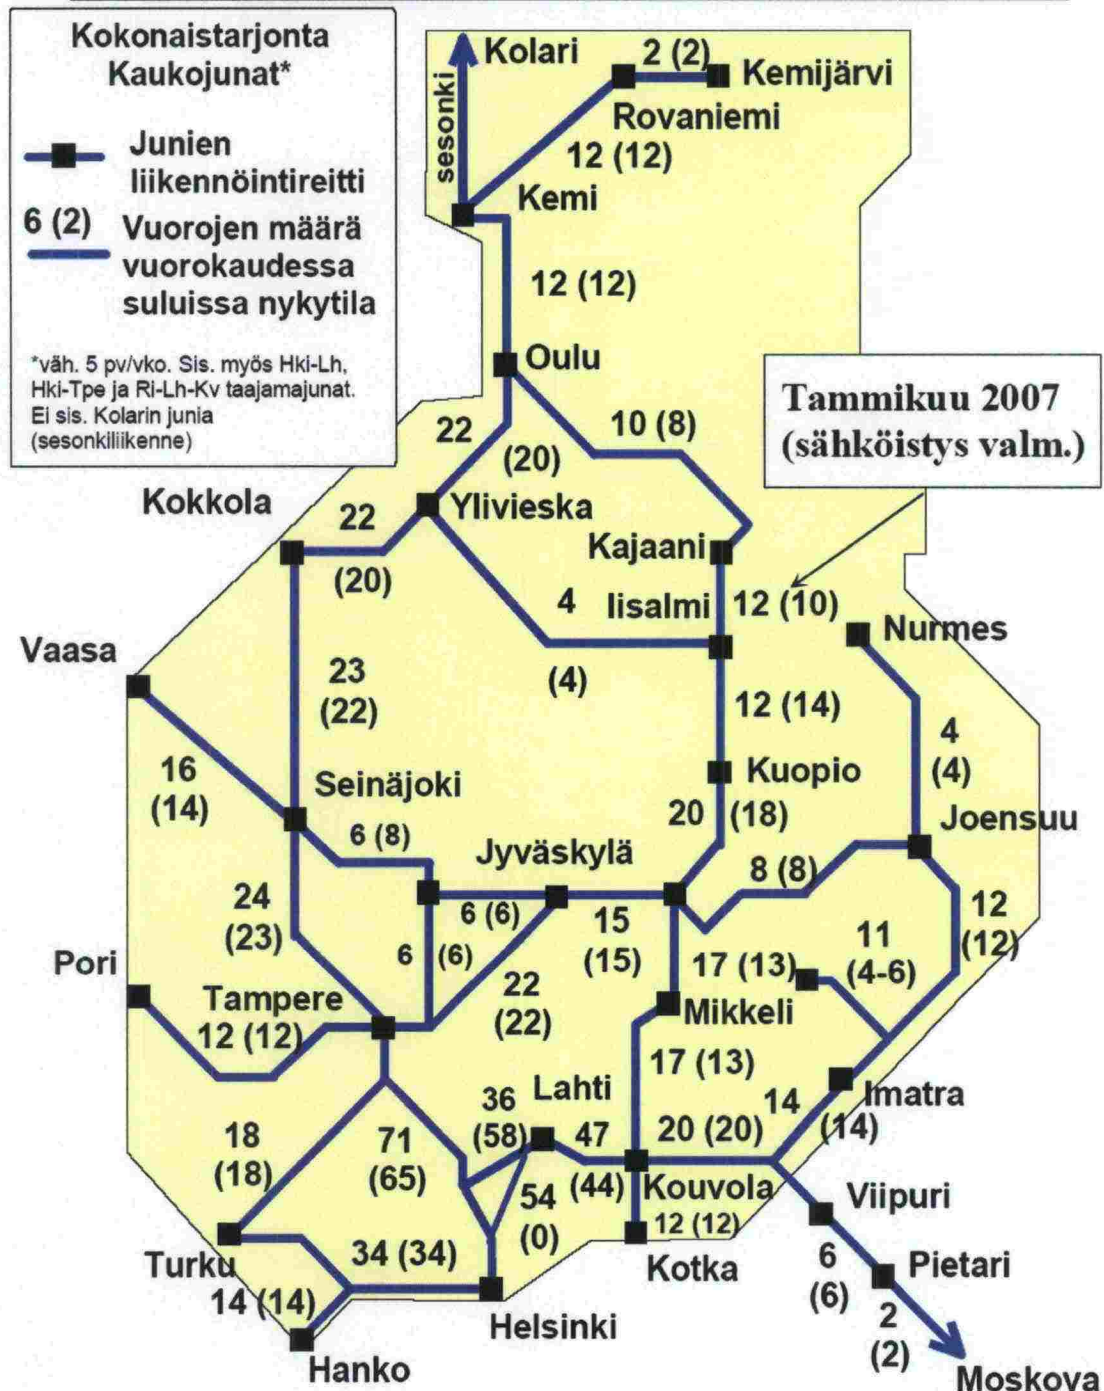 Kokonaistarjonta
Kaukojunat*
Junien
liikennöintireitti
6 (2)
Vuorojen määrä
vuorokaudessa
suluissa nykytila
*väh. 5 pv/vko. Sis. myös Hki-Lh,
Hki-Tpe ja Ri-Lh-Kv taajamajunat.
Ei sis. Kolarin junia
(sesonkiliikenne)
Kolari
sesonki
2 (2)
Kemijärvi
Rovaniemi
12 (12)
Kemi
12 (12)
Oulu
Tammikuu 2007
(sähköistys valm.)
22
(20)
10 (8)
Kokkola
Ylivieska
22
(20)
Kajaani
Iisalmi
12 (10)
4
(4)
Nurmes
Vaasa
23
(22)
12 (14)
4
(4)
16
(14)
Seinäjoki
Kuopio
20 (18)
Joensuu
6 (8)
Jyväskylä
8 (8)
24
(23)
6 (6)
15
(15)
12
(12)
11
(4-6)
6 (6)
Pori
17 (13)
22
(22)
Tampere
Mikkeli
12 (12)
17 (13)
Lahti
Imatra
14
(14)
36
(58)
47
(44)
20 (20)
18
(18)
71
(65)
54
(0)
Kouvola
Viipuri
12 (12)
Turku
34 (34)
Kotka
6
(6)
Pietari
14 (14)
Helsinki
2
(2)
Hanko
Moskova